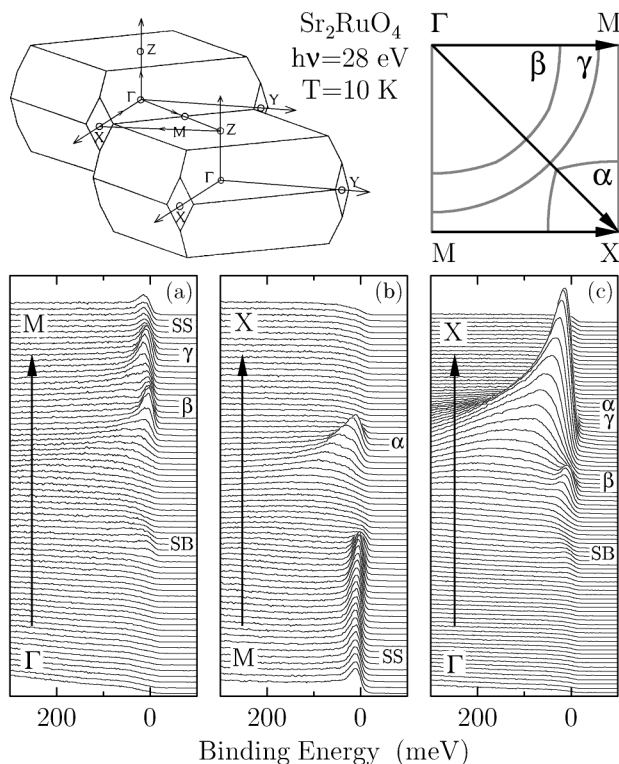 Sr₂RuO₄
hν=28 eV
T=10 K
Z
Γ
Y
X
M
Z
Γ
Y
X
Γ
M
β
γ
α
M
X
(a)
M
SS
γ
β
SB
Γ
(b)
X
α
M
SS
(c)
X
α
γ
β
SB
Γ
200
0
200
0
200
0
Binding Energy (meV)